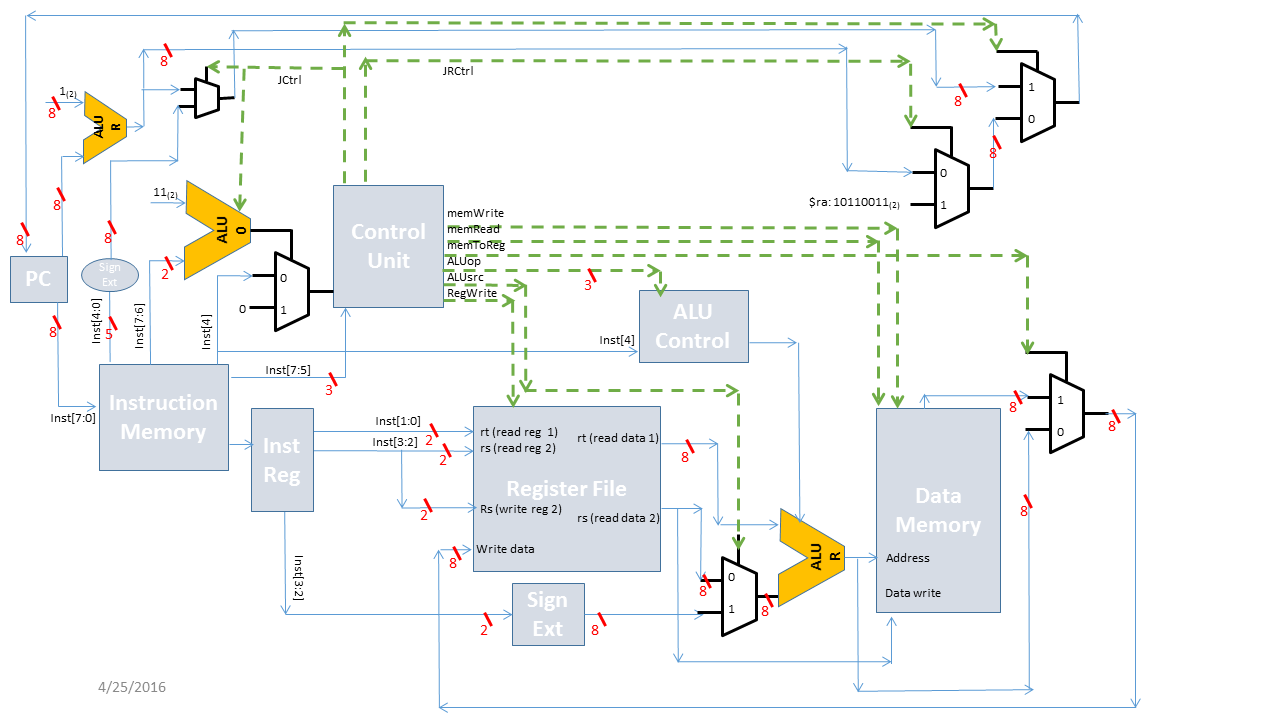 JCtrl
JRCtrl
8
1(2)
8
ALU
R
8
1
0
8
0
1
$ra: 10110011(2)
8
8
8
11(2)
ALU
0
2
PC
Sign
Ext
Control
Unit
memWrite
memRead
memToReg
ALUop
ALUsrc
RegWrite
3
0
1
0
8
Inst[4:0]
5
Inst[7:6]
Inst[4]
ALU
Control
Inst[4]
Inst[7:5]
3
Instruction
Memory
Inst[7:0]
Inst
Reg
Inst[1:0]
2
Inst[3:2]
2
2
rt (read reg 1)
rs (read reg 2)
rt (read data 1)
Register File
Rs (write reg 2)
rs (read data 2)
Write data
8
8
8
0
1
8
ALU
R
Data
Memory
Address
Data write
8
1
0
8
8
Inst[3:2]
2
Sign
Ext
8
4/25/2016